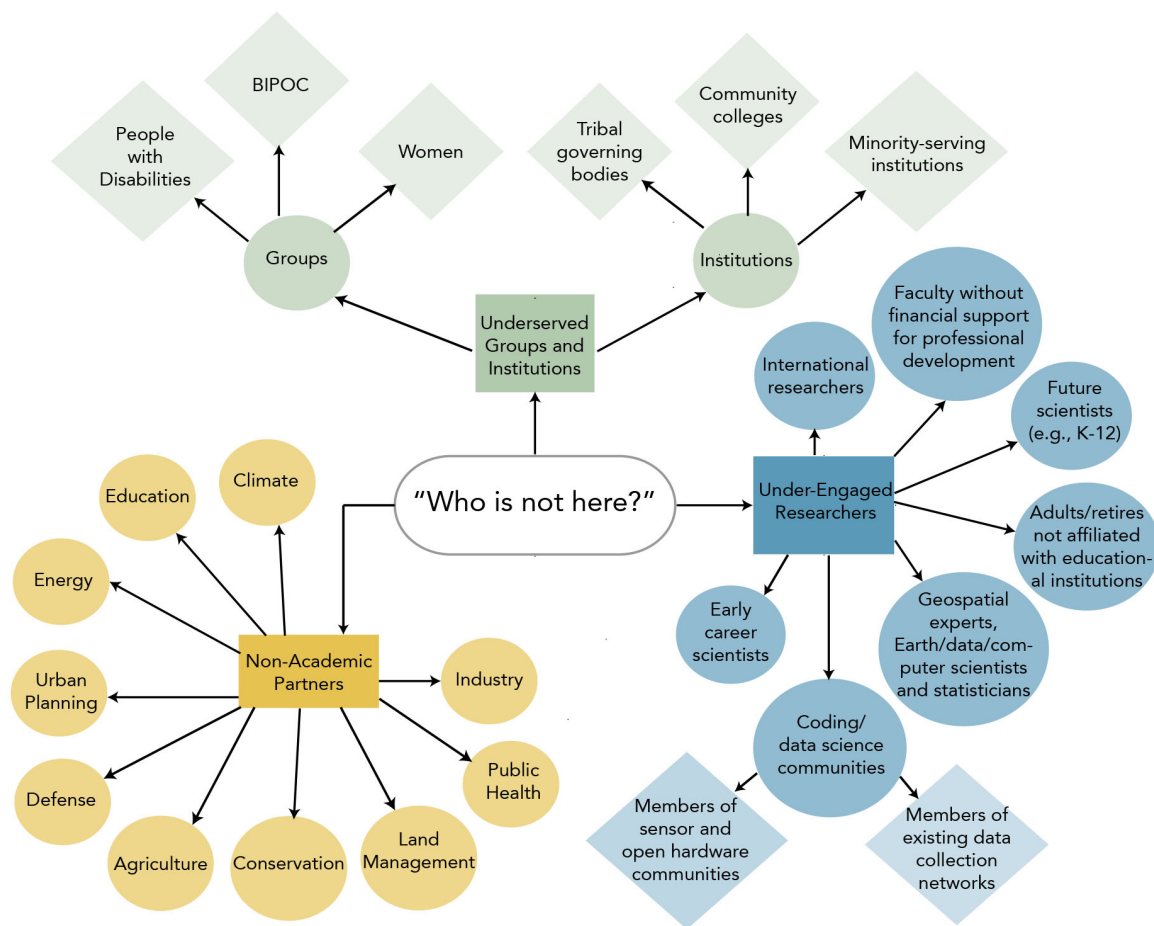 BIPOC
People
with
Disabilities
Women
Groups
Community
colleges
Tribal
governing
bodies
Minority-serving
institutions
Institutions
Underserved
Groups and
Institutions
Faculty without
financial support
for professional
development
International
researchers
Future
scientists
(e.g., K-12)
"Who is not here?"
Under-Engaged
Researchers
Adults/retires
not affiliated
with education-
al institutions
Early
career
scientists
Geospatial
experts,
Earth/data/com-
puter scientists
and statisticians
Coding/
data science
communities
Members of
sensor and
open hardware
communities
Members of
existing data
collection
networks
Climate
Education
Energy
Non-Academic
Partners
Urban
Planning
Industry
Defense
Public
Health
Agriculture
Conservation
Land
Management